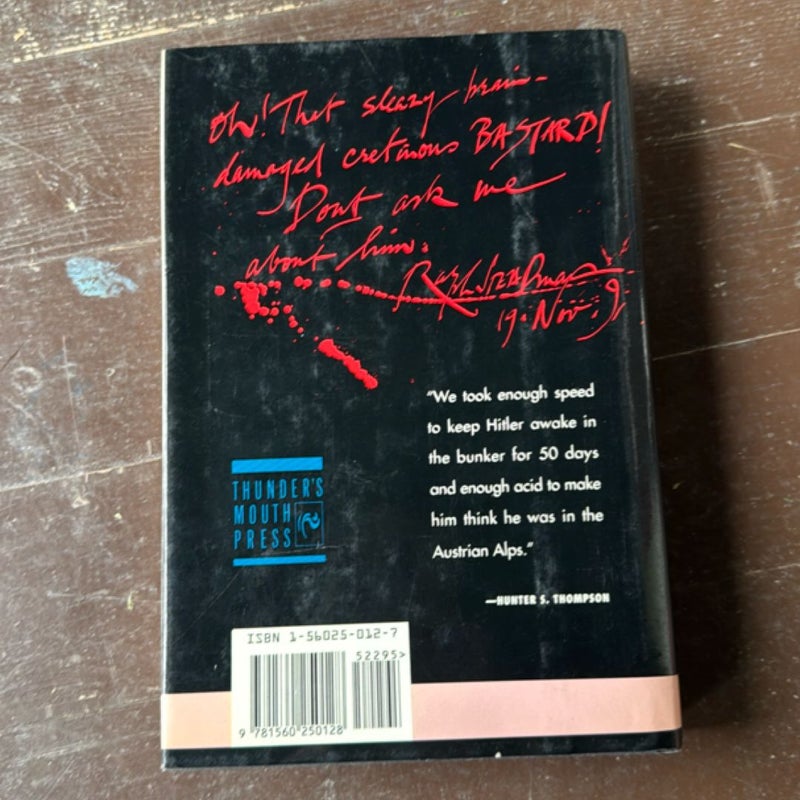 Oh! That sleazy brain-
damaged cretinous BASTARD!
Dont ask me
about him.
Ralph STEADman
19. Nov. 9
"We took enough speed
to keep Hitler awake in
the bunker for 50 days
and enough acid to make
him think he was in the
Austrian Alps."
—HUNTER S. THOMPSON
THUNDER'S
MOUTH
PRESS
ISBN 1-56025-012-7
52295>
9 781560 250128